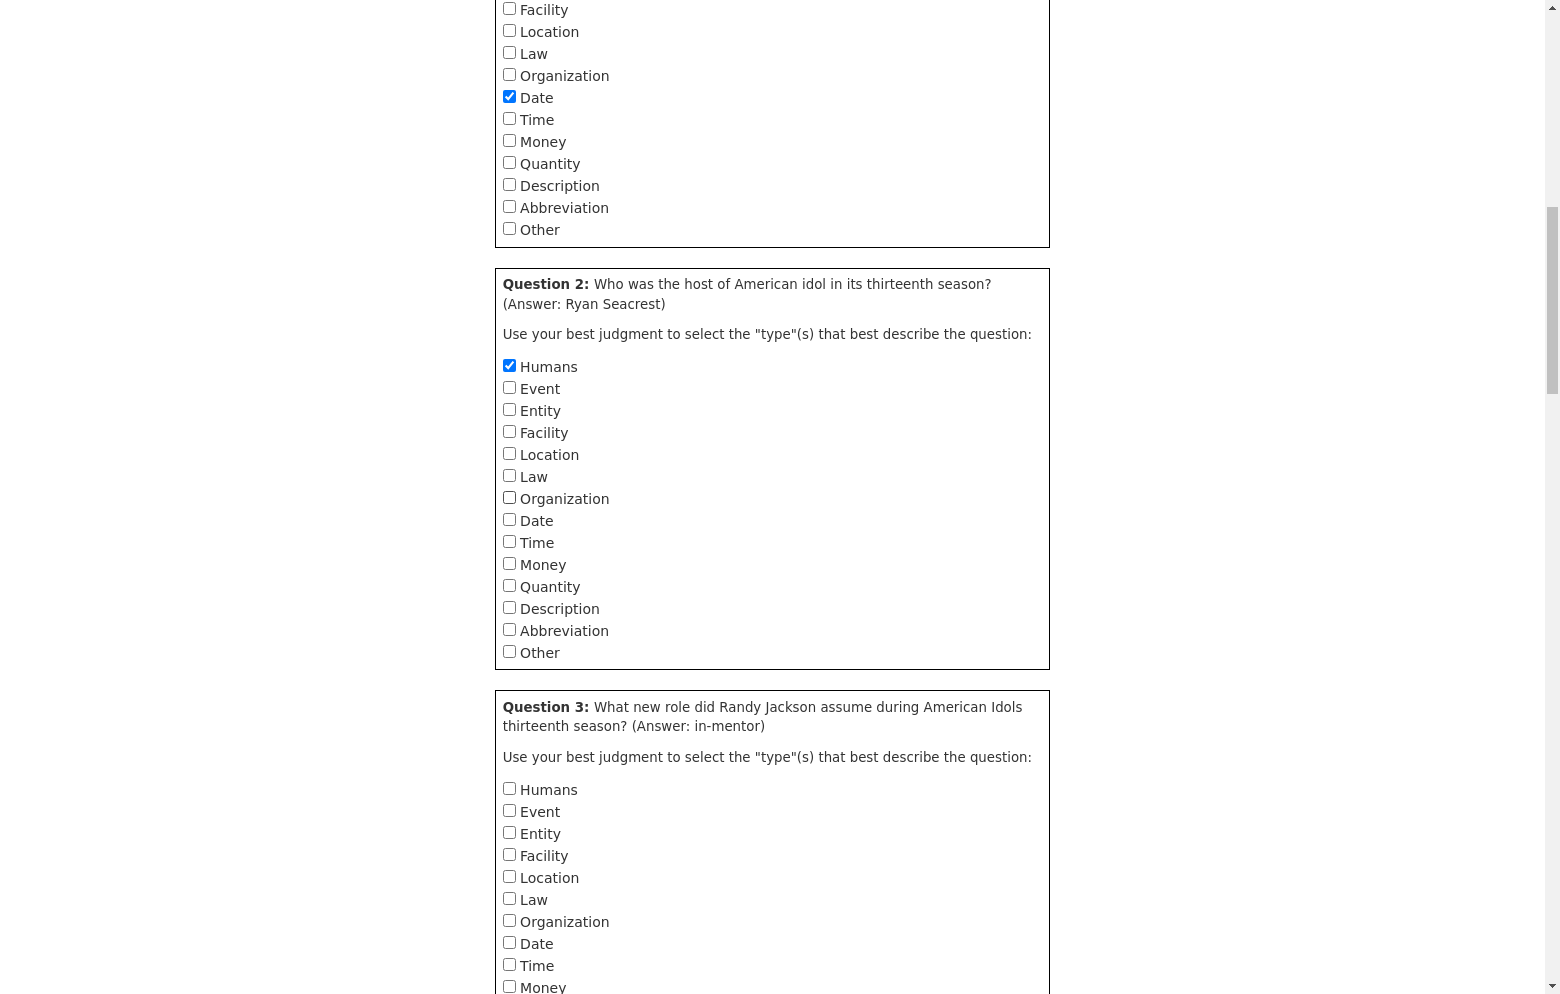 Facility
Location
Law
Organization
Date
Time
Money
Quantity
Description
Abbreviation
Other
Question 2: Who was the host of American idol in its thirteenth season?
(Answer: Ryan Seacrest)
Use your best judgment to select the "type"(s) that best describe the question:
Humans
Event
Entity
Facility
Location
Law
Organization
Date
Time
Money
Quantity
Description
Abbreviation
Other
Question 3: What new role did Randy Jackson assume during American Idols
thirteenth season? (Answer: in-mentor)
Use your best judgment to select the "type"(s) that best describe the question:
Humans
Event
Entity
Facility
Location
Law
Organization
Date
Time
Money